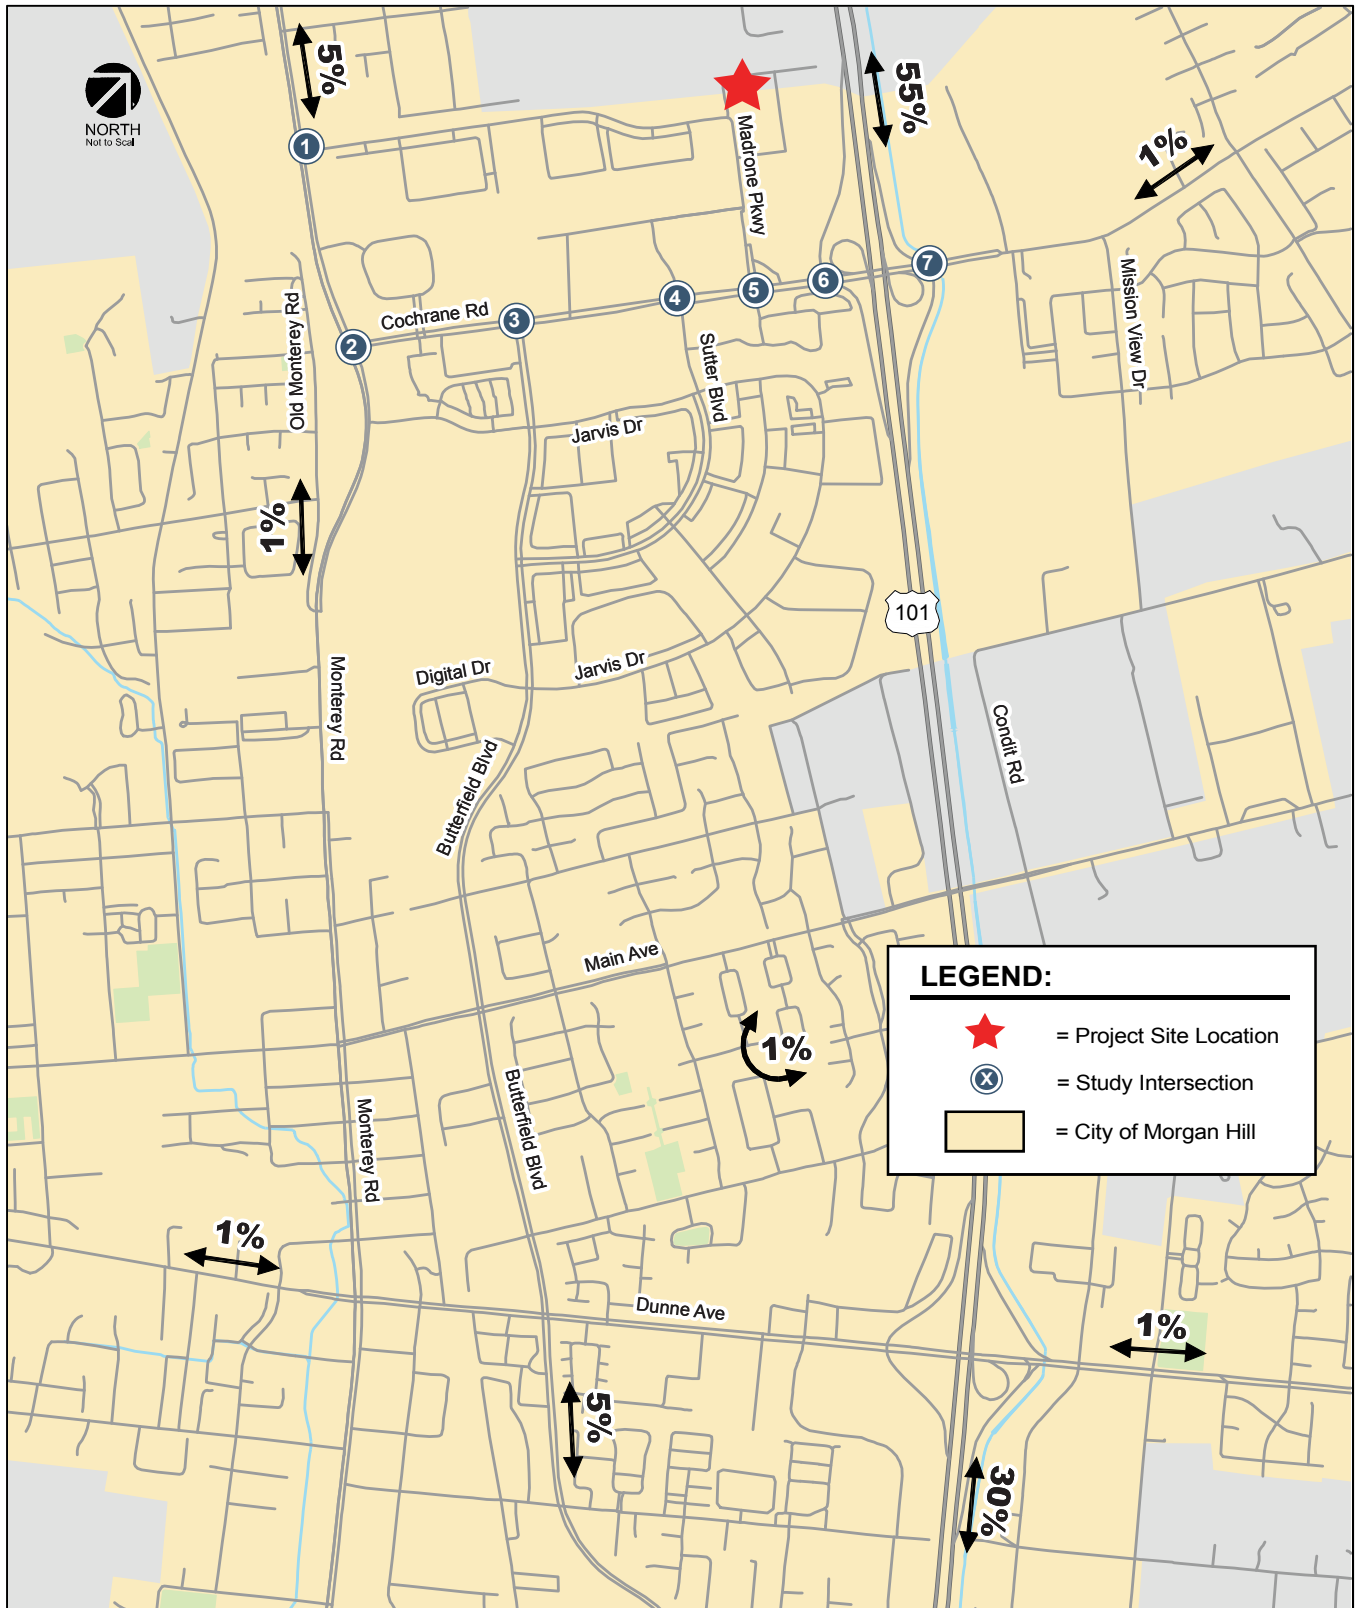 5%
55%
NORTH
Not to Scal
1
Madrone Pkwy
1%
7
6
5
4
3
2
Cochrane Rd
Old Monterey Rd
Mission View Dr
Sutter Blvd
Jarvis Dr
1%
101
Monterey Rd
Digital Dr
Jarvis Dr
Condit Rd
Butterfield Blvd
Main Ave
1%
Butterfield Blvd
Monterey Rd
LEGEND:
= Project Site Location
X
= Study Intersection
= City of Morgan Hill
1%
Dunne Ave
1%
5%
30%